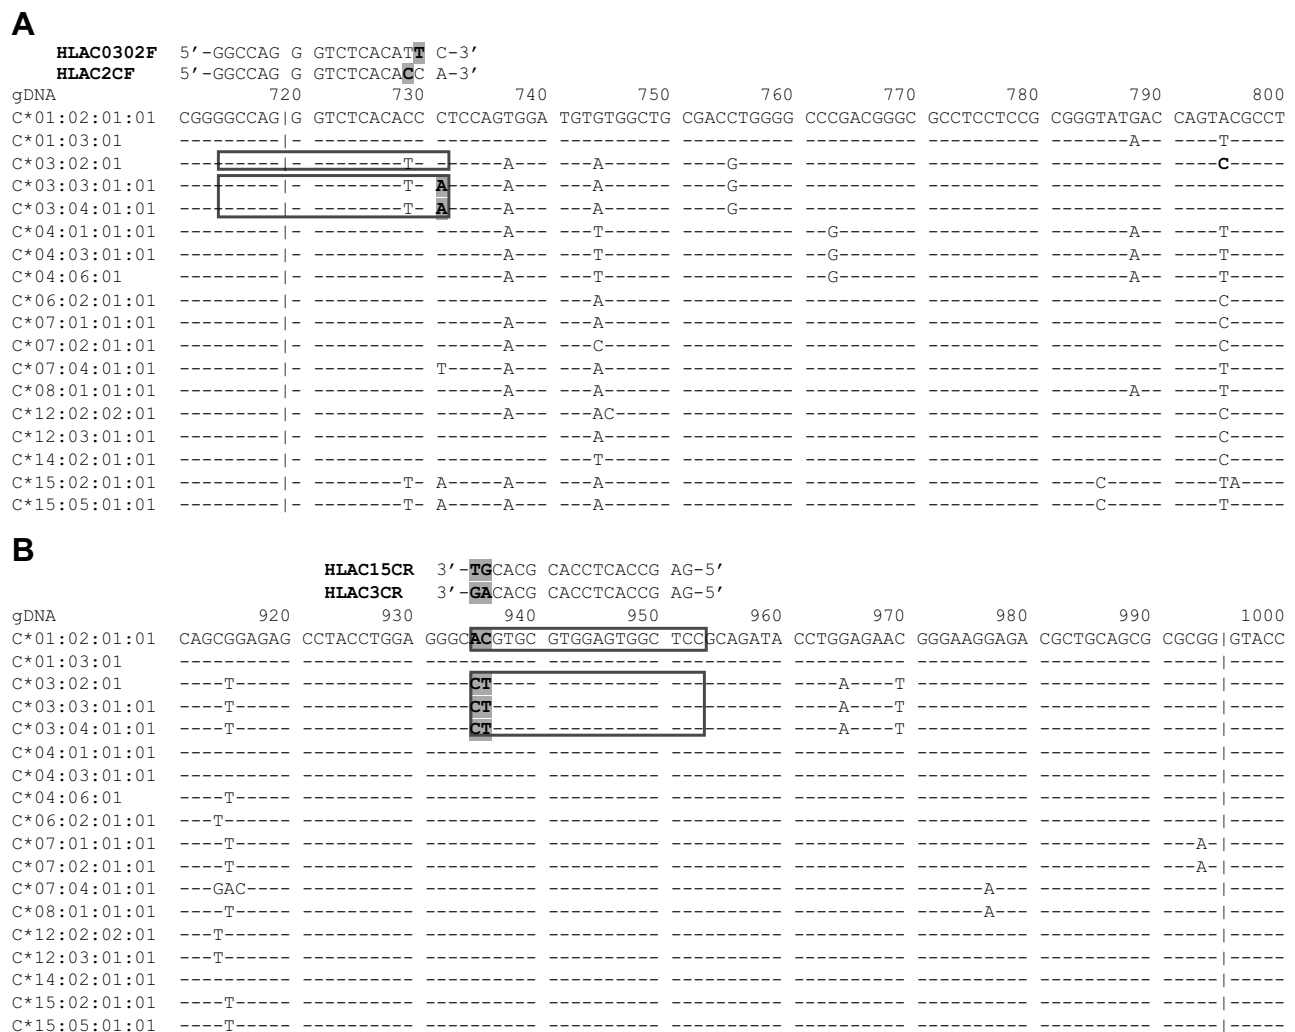 A
HLAC0302F 5′-GGCCAG G GTCTCACATT C-3′
HLAC2CF 5′-GGCCAG G GTCTCACACC A-3′
gDNA 720 730 740 750 760 770 780 790 800
C*01:02:01:01 CGGGGCCAG|G GTCTCACACC CTCCAGTGGA TGTGTGGCTG CGACCTGGGG CCCGACGGGC GCCTCCTCCG CGGGTATGAC CAGTACGCCT
C*01:03:01 ---------|- ---------- ---------- ---------- ---------- ---------- ---------- -------A-- ----T-----
C*03:02:01 ---------|- --------T- ------A--- ---A------ ----G----- ---------- ---------- ---------- ----C-----
C*03:03:01:01 ---------|- --------T- A-----A--- ---A------ ----G----- ---------- ---------- ---------- ----------
C*03:04:01:01 ---------|- --------T- A-----A--- ---A------ ----G----- ---------- ---------- ---------- ----------
C*04:01:01:01 ---------|- ---------- ------A--- ---T------ ---------- --G------- ---------- -------A-- ----T-----
C*04:03:01:01 ---------|- ---------- ------A--- ---T------ ---------- --G------- ---------- -------A-- ----T-----
C*04:06:01 ---------|- ---------- ------A--- ---T------ ---------- --G------- ---------- -------A-- ----T-----
C*06:02:01:01 ---------|- ---------- ---------- ---A------ ---------- ---------- ---------- ---------- ----C-----
C*07:01:01:01 ---------|- ---------- ------A--- ---A------ ---------- ---------- ---------- ---------- ----C-----
C*07:02:01:01 ---------|- ---------- ------A--- ---C------ ---------- ---------- ---------- ---------- ----C-----
C*07:04:01:01 ---------|- ---------- T-----A--- ---A------ ---------- ---------- ---------- ---------- ----T-----
C*08:01:01:01 ---------|- ---------- ------A--- ---A------ ---------- ---------- ---------- -------A-- ----T-----
C*12:02:02:01 ---------|- ---------- ------A--- ---AC----- ---------- ---------- ---------- ---------- ----C-----
C*12:03:01:01 ---------|- ---------- ---------- ---A------ ---------- ---------- ---------- ---------- ----C-----
C*14:02:01:01 ---------|- ---------- ---------- ---T------ ---------- ---------- ---------- ---------- ----C-----
C*15:02:01:01 ---------|- --------T- A-----A--- ---A------ ---------- ---------- ---------- ----C----- ----TA----
C*15:05:01:01 ---------|- --------T- A-----A--- ---A------ ---------- ---------- ---------- ----C----- ----T-----
B
HLAC15CR 3′-TGCACG CACCTCACCG AG-5′
HLAC3CR 3′-GACACG CACCTCACCG AG-5′
gDNA 920 930 940 950 960 970 980 990 1000
C*01:02:01:01 CAGCGGAGAG CCTACCTGGA GGGCACGTGC GTGGAGTGGC TCCGCAGATA CCTGGAGAAC GGGAAGGAGA CGCTGCAGCG CGCGG|GTACC
C*01:03:01 ---------- ---------- ---------- ---------- ---------- ---------- ---------- ---------- -----|-----
C*03:02:01 ----T----- ---------- ----CT---- ---------- ---------- ----A----T ---------- ---------- -----|-----
C*03:03:01:01 ----T----- ---------- ----CT---- ---------- ---------- ----A----T ---------- ---------- -----|-----
C*03:04:01:01 ----T----- ---------- ----CT---- ---------- ---------- ----A----T ---------- ---------- -----|-----
C*04:01:01:01 ---------- ---------- ---------- ---------- ---------- ---------- ---------- ---------- -----|-----
C*04:03:01:01 ---------- ---------- ---------- ---------- ---------- ---------- ---------- ---------- -----|-----
C*04:06:01 ----T----- ---------- ---------- ---------- ---------- ---------- ---------- ---------- -----|-----
C*06:02:01:01 ---T------ ---------- ---------- ---------- ---------- ---------- ---------- ---------- -----|-----
C*07:01:01:01 ----T----- ---------- ---------- ---------- ---------- ---------- ---------- ---------- ---A-|-----
C*07:02:01:01 ----T----- ---------- ---------- ---------- ---------- ---------- ---------- ---------- ---A-|-----
C*07:04:01:01 ---GAC---- ---------- ---------- ---------- ---------- ---------- ------A--- ---------- -----|-----
C*08:01:01:01 ----T----- ---------- ---------- ---------- ---------- ---------- ------A--- ---------- -----|-----
C*12:02:02:01 ---T------ ---------- ---------- ---------- ---------- ---------- ---------- ---------- -----|-----
C*12:03:01:01 ---T------ ---------- ---------- ---------- ---------- ---------- ---------- ---------- -----|-----
C*14:02:01:01 ---------- ---------- ---------- ---------- ---------- ---------- ---------- ---------- -----|-----
C*15:02:01:01 ----T----- ---------- ---------- ---------- ---------- ---------- ---------- ---------- -----|-----
C*15:05:01:01 ----T----- ---------- ---------- ---------- ---------- ---------- ---------- ---------- -----|-----